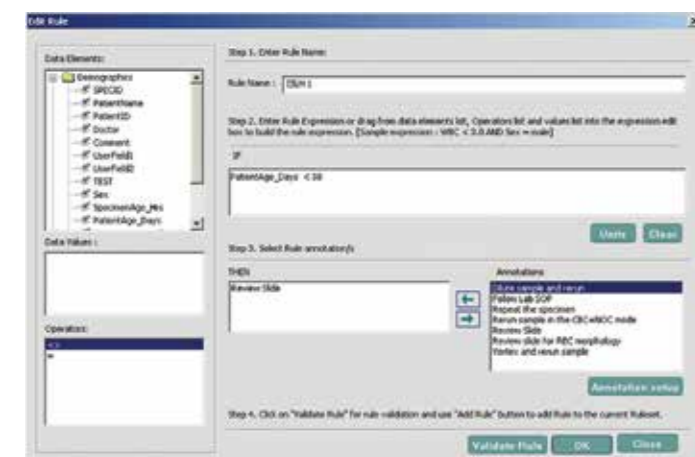 Edit Rule
Data Elements:
Demographics
SPECID
PatientName
PatientID
Doctor
Comment
UserField1
UserField2
TEST
Sex
SpecimenAge_Hrs
PatientAge_Days
Data Values :
Operators:
<>
=
Step 1. Enter Rule Name:
Rule Name :
Step 2. Enter Rule Expression or drag from data elements list, Operators list and values list into the expression edit
box to build the rule expression. [Sample expression : WBC < 3.0 AND Sex = male]
IF
PatientAge_Days < 30
Units
Clear
Step 3. Select Rule annotation/s
THEN
Review Slide
Annotations
Dilute sample and rerun
Follow Lab SOP
Repeat the specimen
Rerun sample in the CBC+NOC mode
Review Slide
Review slide for RBC morphology
Vortex and rerun sample
Annotation setup
Step 4. Click on "Validate Rule" for rule validation and use "Add Rule" button to add Rule to the current Ruleset.
Validate Rule
OK
Close